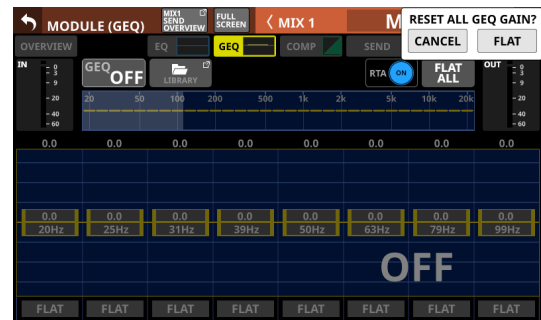 MODULE (GEQ)
MIX1
SEND
OVERVIEW
FULL
SCREEN
MIX 1
M
RESET ALL GEQ GAIN?
CANCEL
FLAT
OVERVIEW
EQ
GEQ
COMP
SEND
IN
0
3
9
20
40
60
GEQ
OFF
LIBRARY
RTA
ON
FLAT
ALL
OUT
0
3
9
20
40
60
20 50 100 200 500 1k 2k 5k 10k 20k
0.0 0.0 0.0 0.0 0.0 0.0 0.0 0.0
0.0 0.0 0.0 0.0 0.0 0.0 0.0 0.0
20Hz 25Hz 31Hz 39Hz 50Hz 63Hz 79Hz 99Hz
OFF
FLAT FLAT FLAT FLAT FLAT FLAT FLAT FLAT